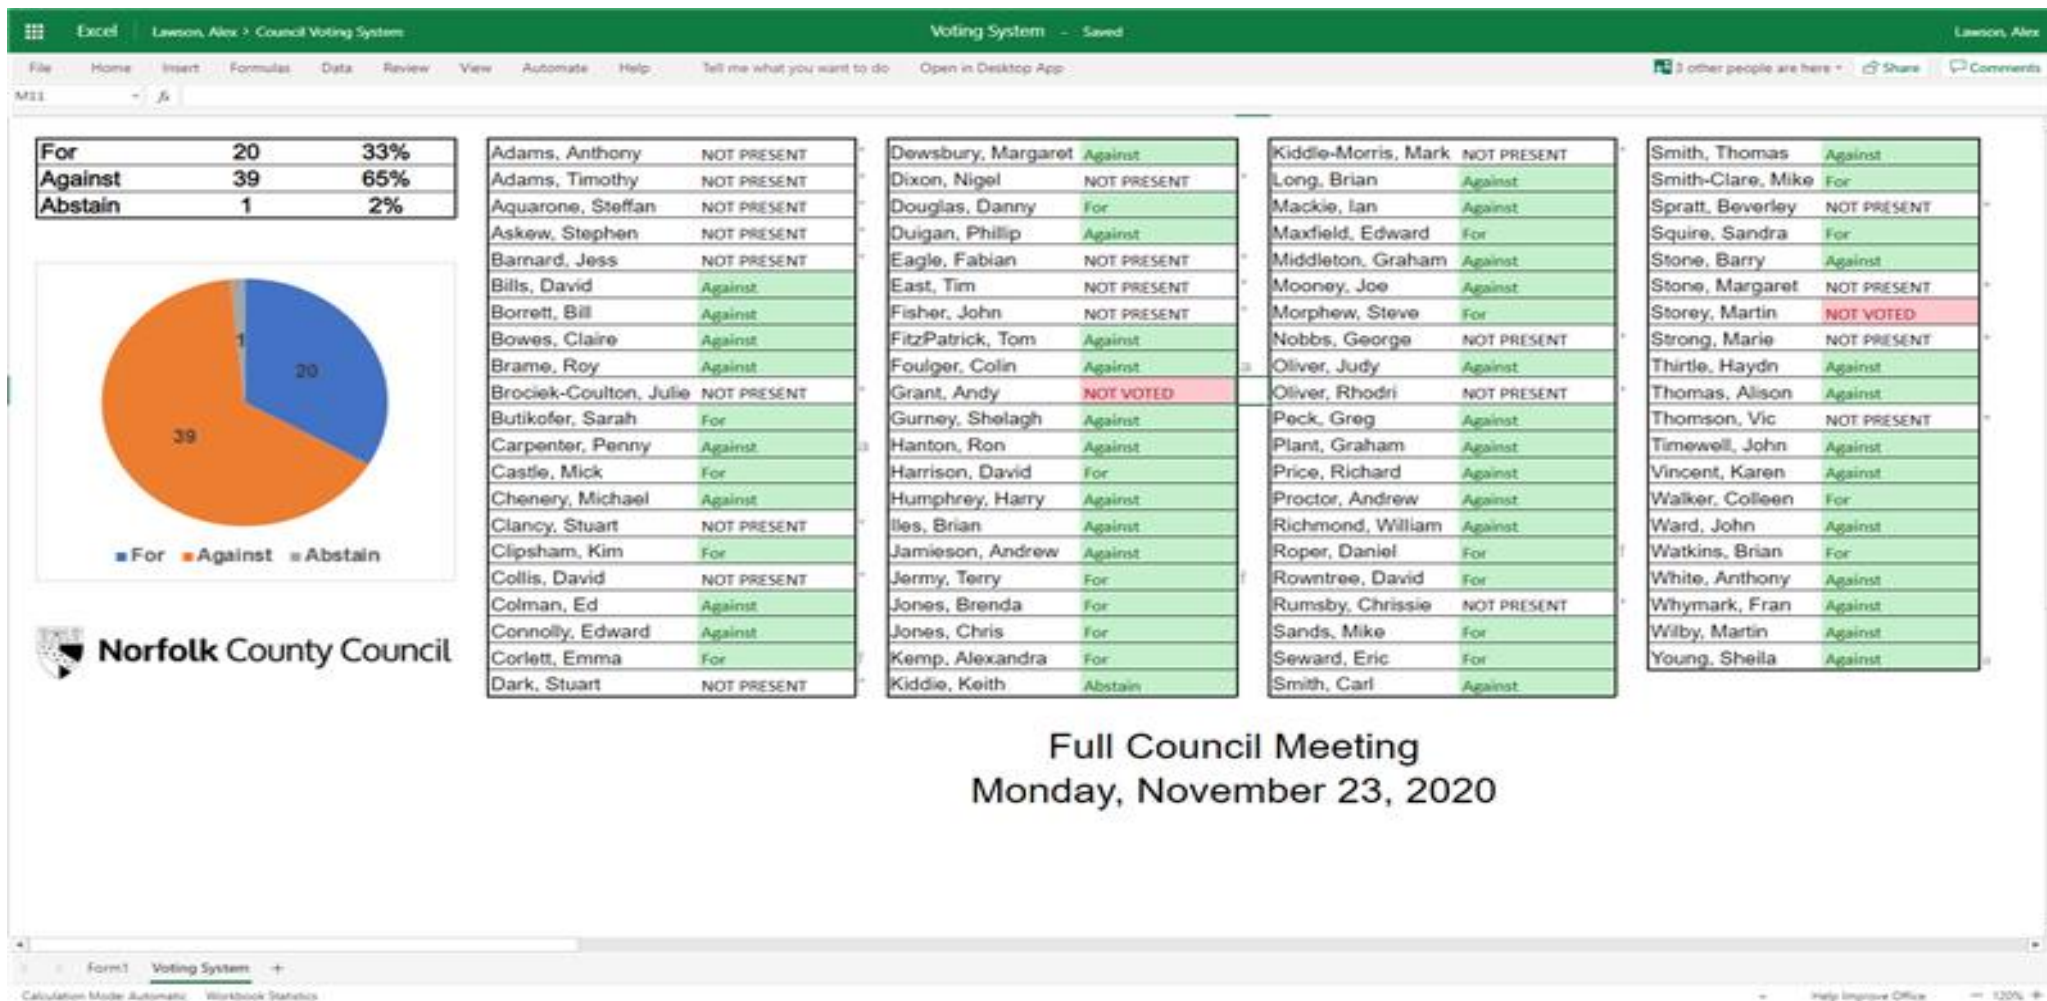 Excel Lawson, Alex > Council Voting System Voting System - Saved Lawson, Alex
File Home Insert Formulas Data Review View Automate Help Tell me what you want to do Open in Desktop App 3 other people are here Share Comments
M11 fx
For 20 33%
Against 39 65%
Abstain 1 2%
1
20
39
For Against Abstain
Norfolk County Council
Adams, Anthony NOT PRESENT
Adams, Timothy NOT PRESENT
Aquarone, Steffan NOT PRESENT
Askew, Stephen NOT PRESENT
Barnard, Jess NOT PRESENT
Bills, David Against
Borrett, Bill Against
Bowes, Claire Against
Brame, Roy Against
Brociek-Coulton, Julie NOT PRESENT
Butikofer, Sarah For
Carpenter, Penny Against a
Castle, Mick For
Chenery, Michael Against
Clancy, Stuart NOT PRESENT
Clipsham, Kim For
Collis, David NOT PRESENT
Colman, Ed Against
Connolly, Edward Against
Corlett, Emma For f
Dark, Stuart NOT PRESENT
Dewsbury, Margaret Against
Dixon, Nigel NOT PRESENT
Douglas, Danny For
Duigan, Phillip Against
Eagle, Fabian NOT PRESENT
East, Tim NOT PRESENT
Fisher, John NOT PRESENT
FitzPatrick, Tom Against
Foulger, Colin Against a
Grant, Andy NOT VOTED
Gurney, Shelagh Against
Hanton, Ron Against
Harrison, David For
Humphrey, Harry Against
Iles, Brian Against
Jamieson, Andrew Against
Jermy, Terry For f
Jones, Brenda For
Jones, Chris For
Kemp, Alexandra For
Kiddie, Keith Abstain
Kiddle-Morris, Mark NOT PRESENT
Long, Brian Against
Mackie, Ian Against
Maxfield, Edward For
Middleton, Graham Against
Mooney, Joe Against
Morphew, Steve For
Nobbs, George NOT PRESENT
Oliver, Judy Against
Oliver, Rhodri NOT PRESENT
Peck, Greg Against
Plant, Graham Against
Price, Richard Against
Proctor, Andrew Against
Richmond, William Against
Roper, Daniel For f
Rowntree, David For
Rumsby, Chrissie NOT PRESENT
Sands, Mike For
Seward, Eric For
Smith, Carl Against
Smith, Thomas Against
Smith-Clare, Mike For
Spratt, Beverley NOT PRESENT
Squire, Sandra For
Stone, Barry Against
Stone, Margaret NOT PRESENT
Storey, Martin NOT VOTED
Strong, Marie NOT PRESENT
Thirtle, Haydn Against
Thomas, Alison Against
Thomson, Vic NOT PRESENT
Timewell, John Against
Vincent, Karen Against
Walker, Colleen For
Ward, John Against
Watkins, Brian For
White, Anthony Against
Whymark, Fran Against
Wilby, Martin Against
Young, Sheila Against a
Full Council Meeting
Monday, November 23, 2020
Form1 Voting System +
Calculation Mode: Automatic Workbook Statistics Help Improve Office 120% +